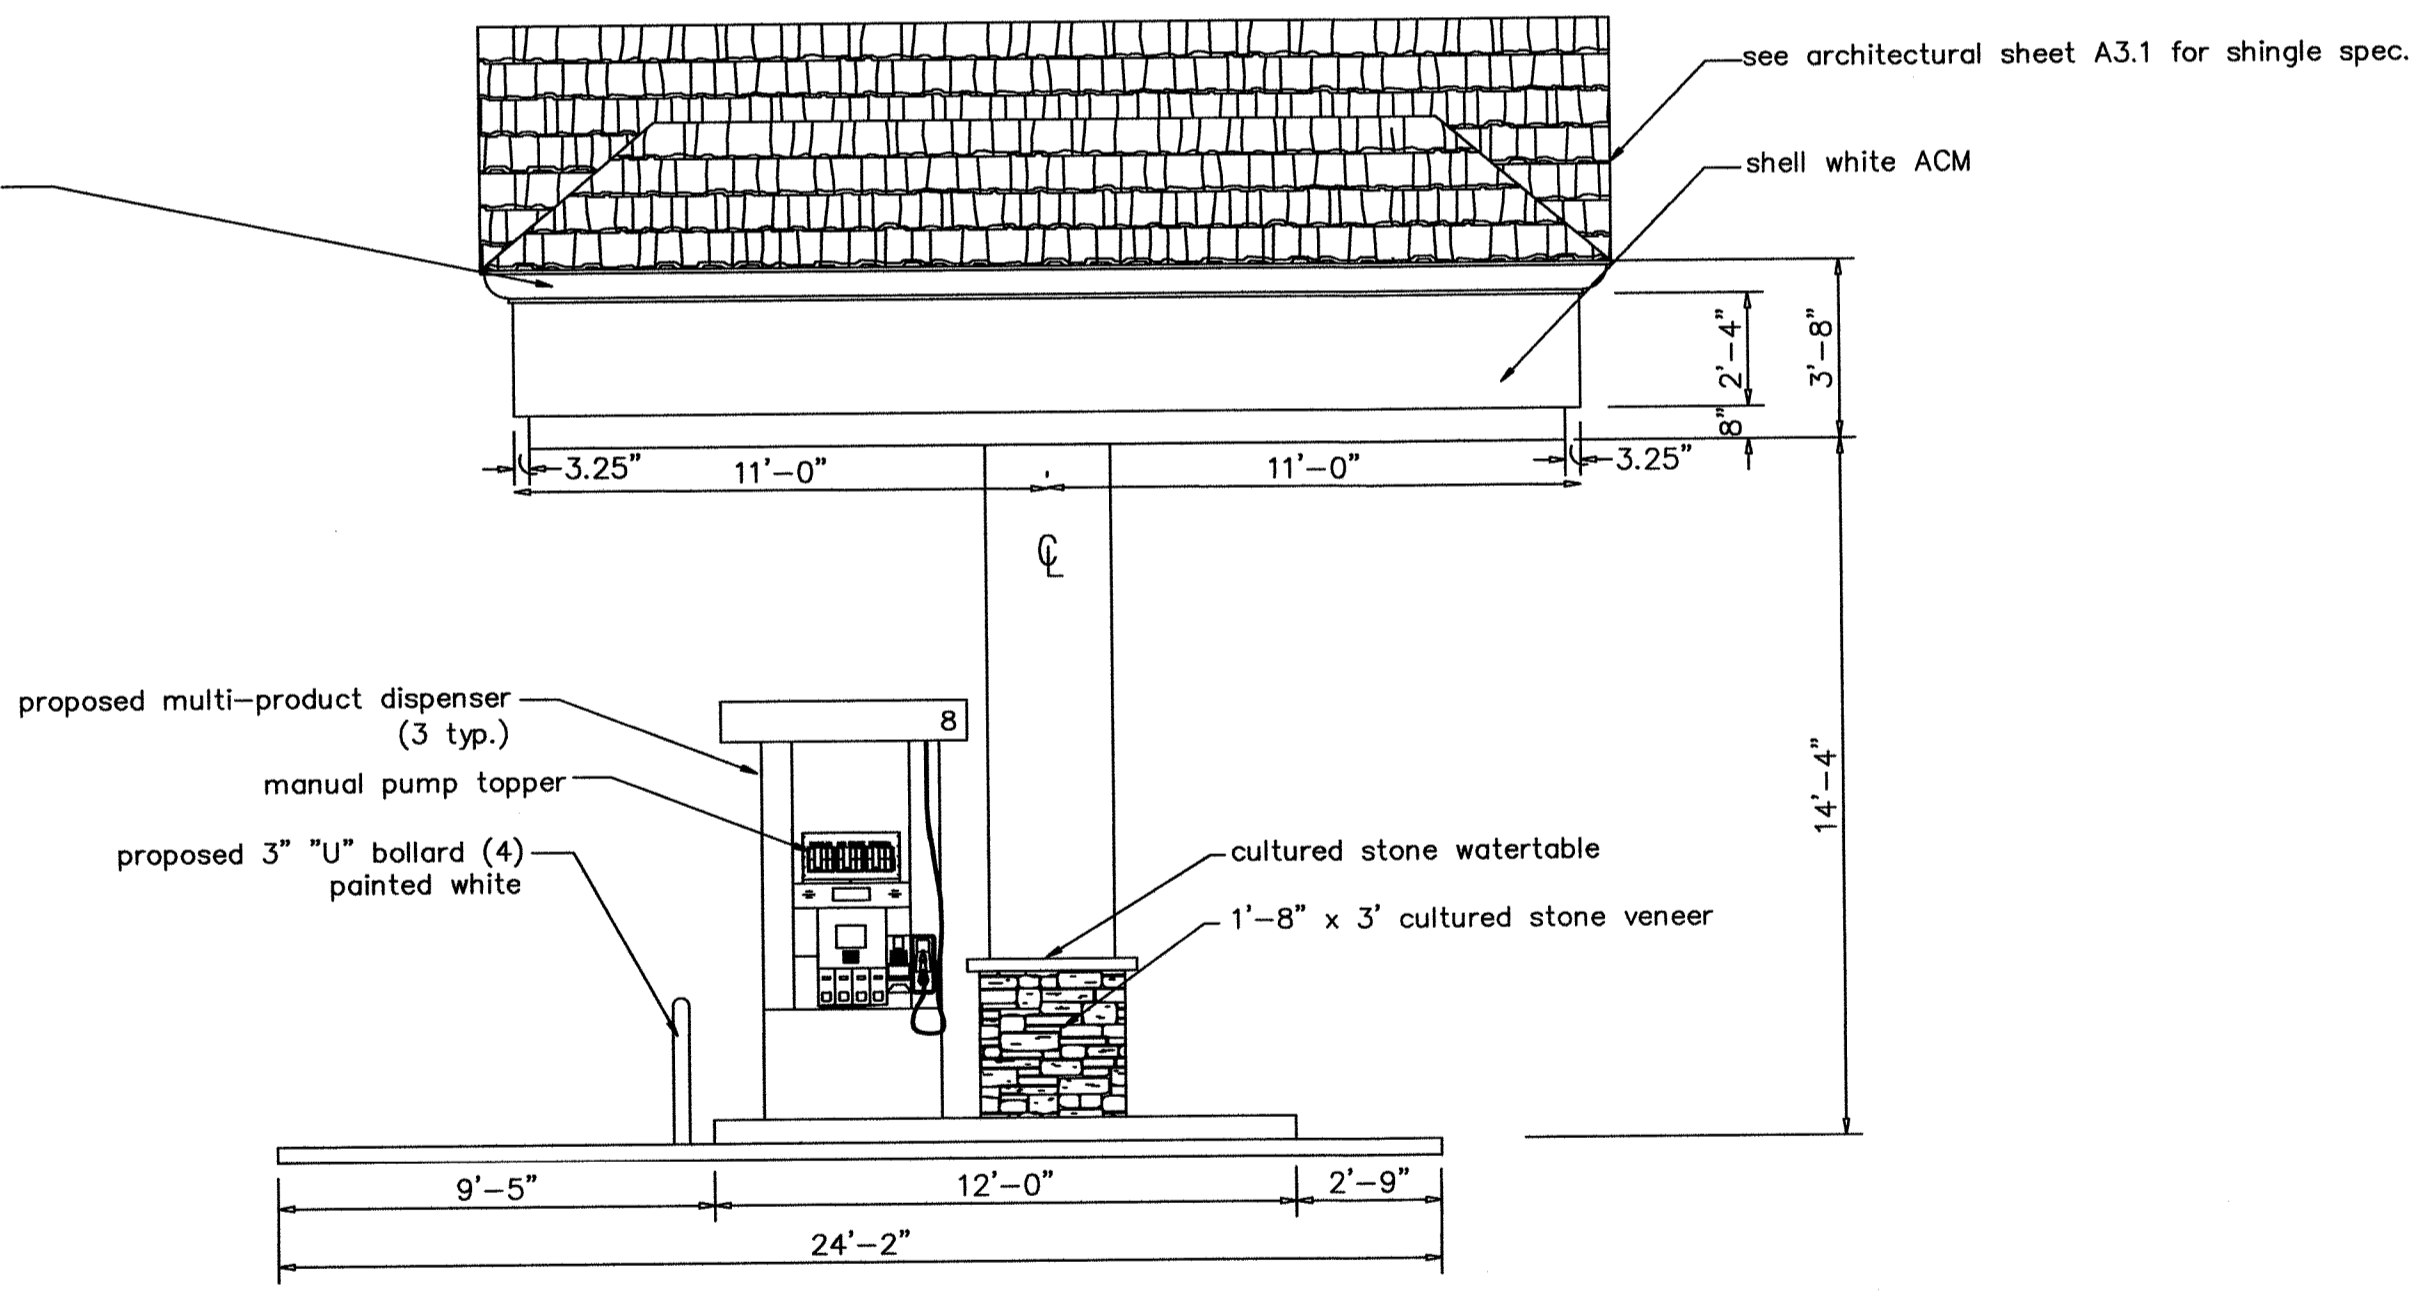 see architectural sheet A3.1 for shingle spec.
shell white ACM
2'-4"
3'-8"
8"
3.25"
11'-0"
11'-0"
3.25"
℄
14'-4"
proposed multi-product dispenser
(3 typ.)
8
manual pump topper
proposed 3" "U" bollard (4)
painted white
cultured stone watertable
1'-8" x 3' cultured stone veneer
9'-5"
12'-0"
2'-9"
24'-2"